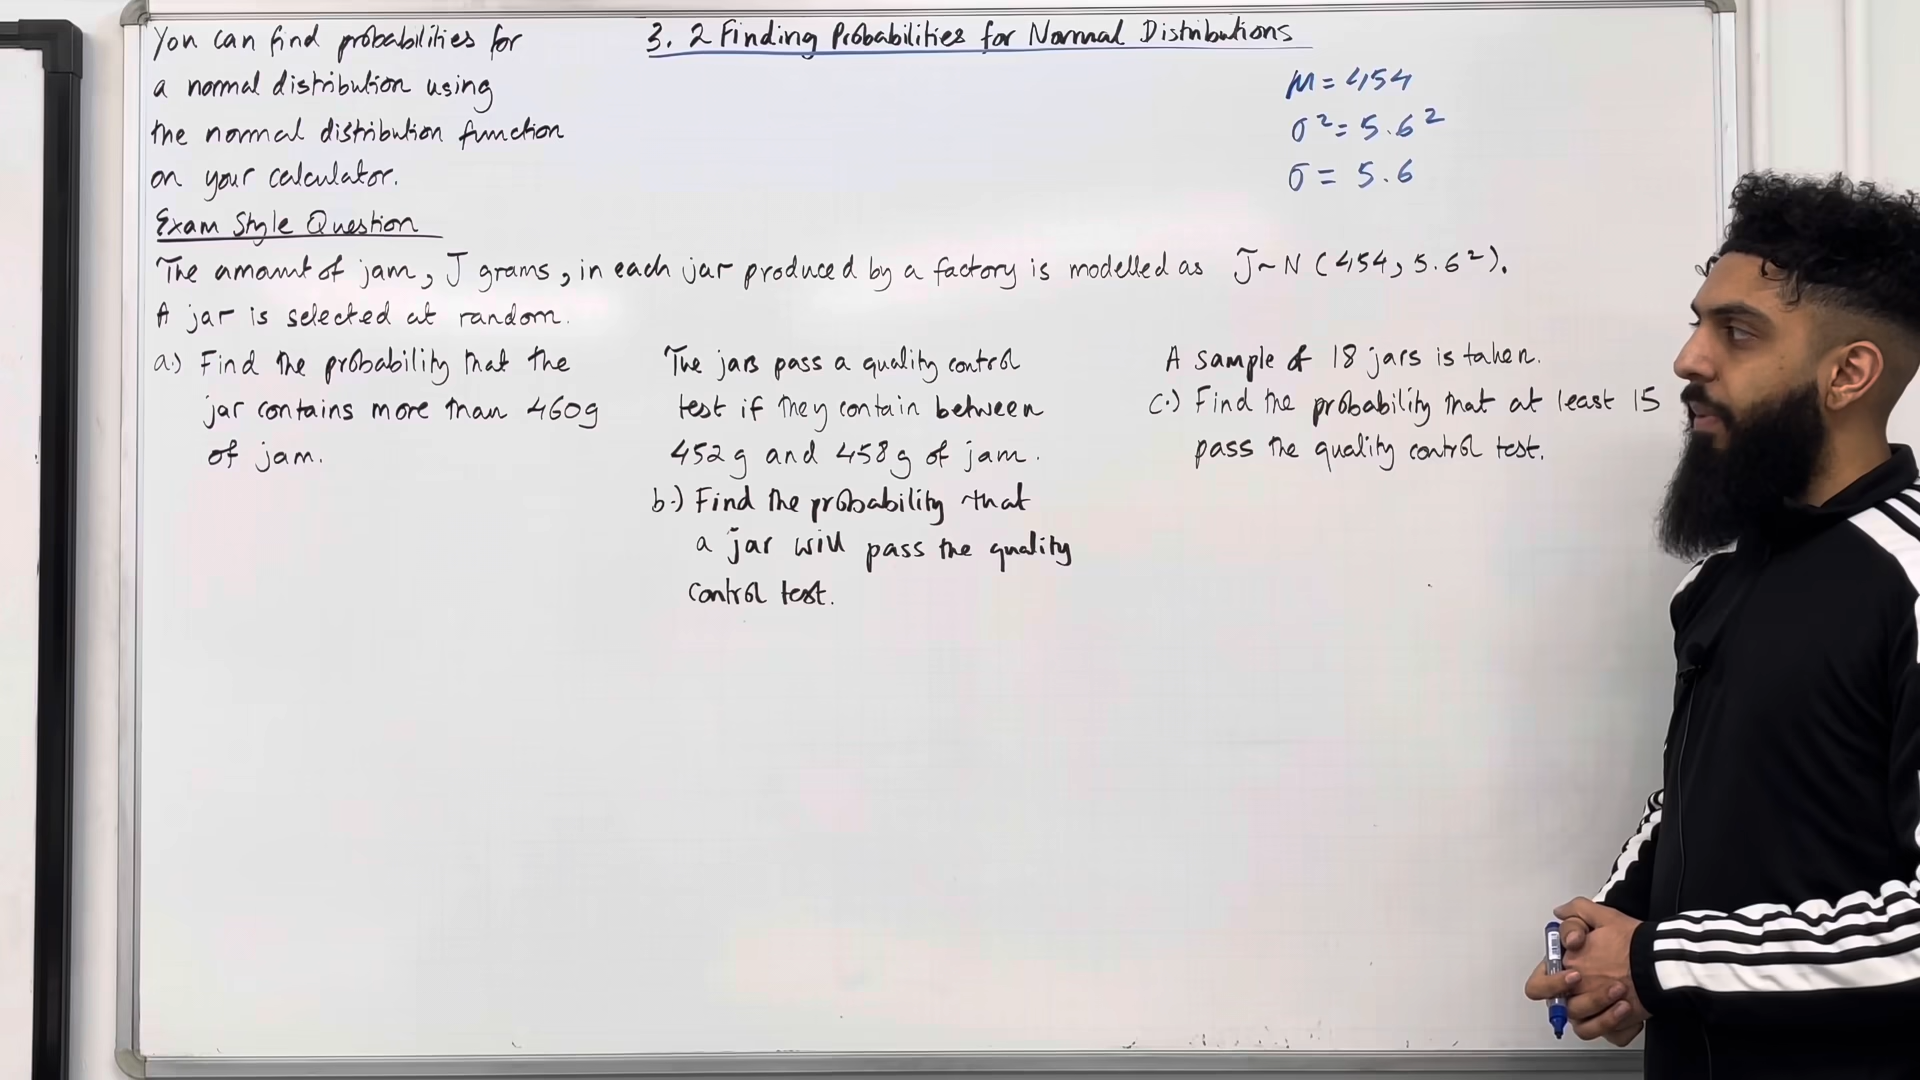 3.2 Finding Probabilities for Normal Distributions
You can find probabilities for
a normal distribution using
the normal distribution function
on your calculator.
μ = 454
σ² = 5.6²
σ = 5.6
Exam Style Question
The amount of jam, J grams, in each jar produced by a factory is modelled as J~N(454, 5.6²).
A jar is selected at random.
a.) Find the probability that the
jar contains more than 460g
of jam.
The jars pass a quality control
test if they contain between
452g and 458g of jam.
b.) Find the probability that
a jar will pass the quality
control test.
A sample of 18 jars is taken.
c.) Find the probability that at least 15
pass the quality control test.